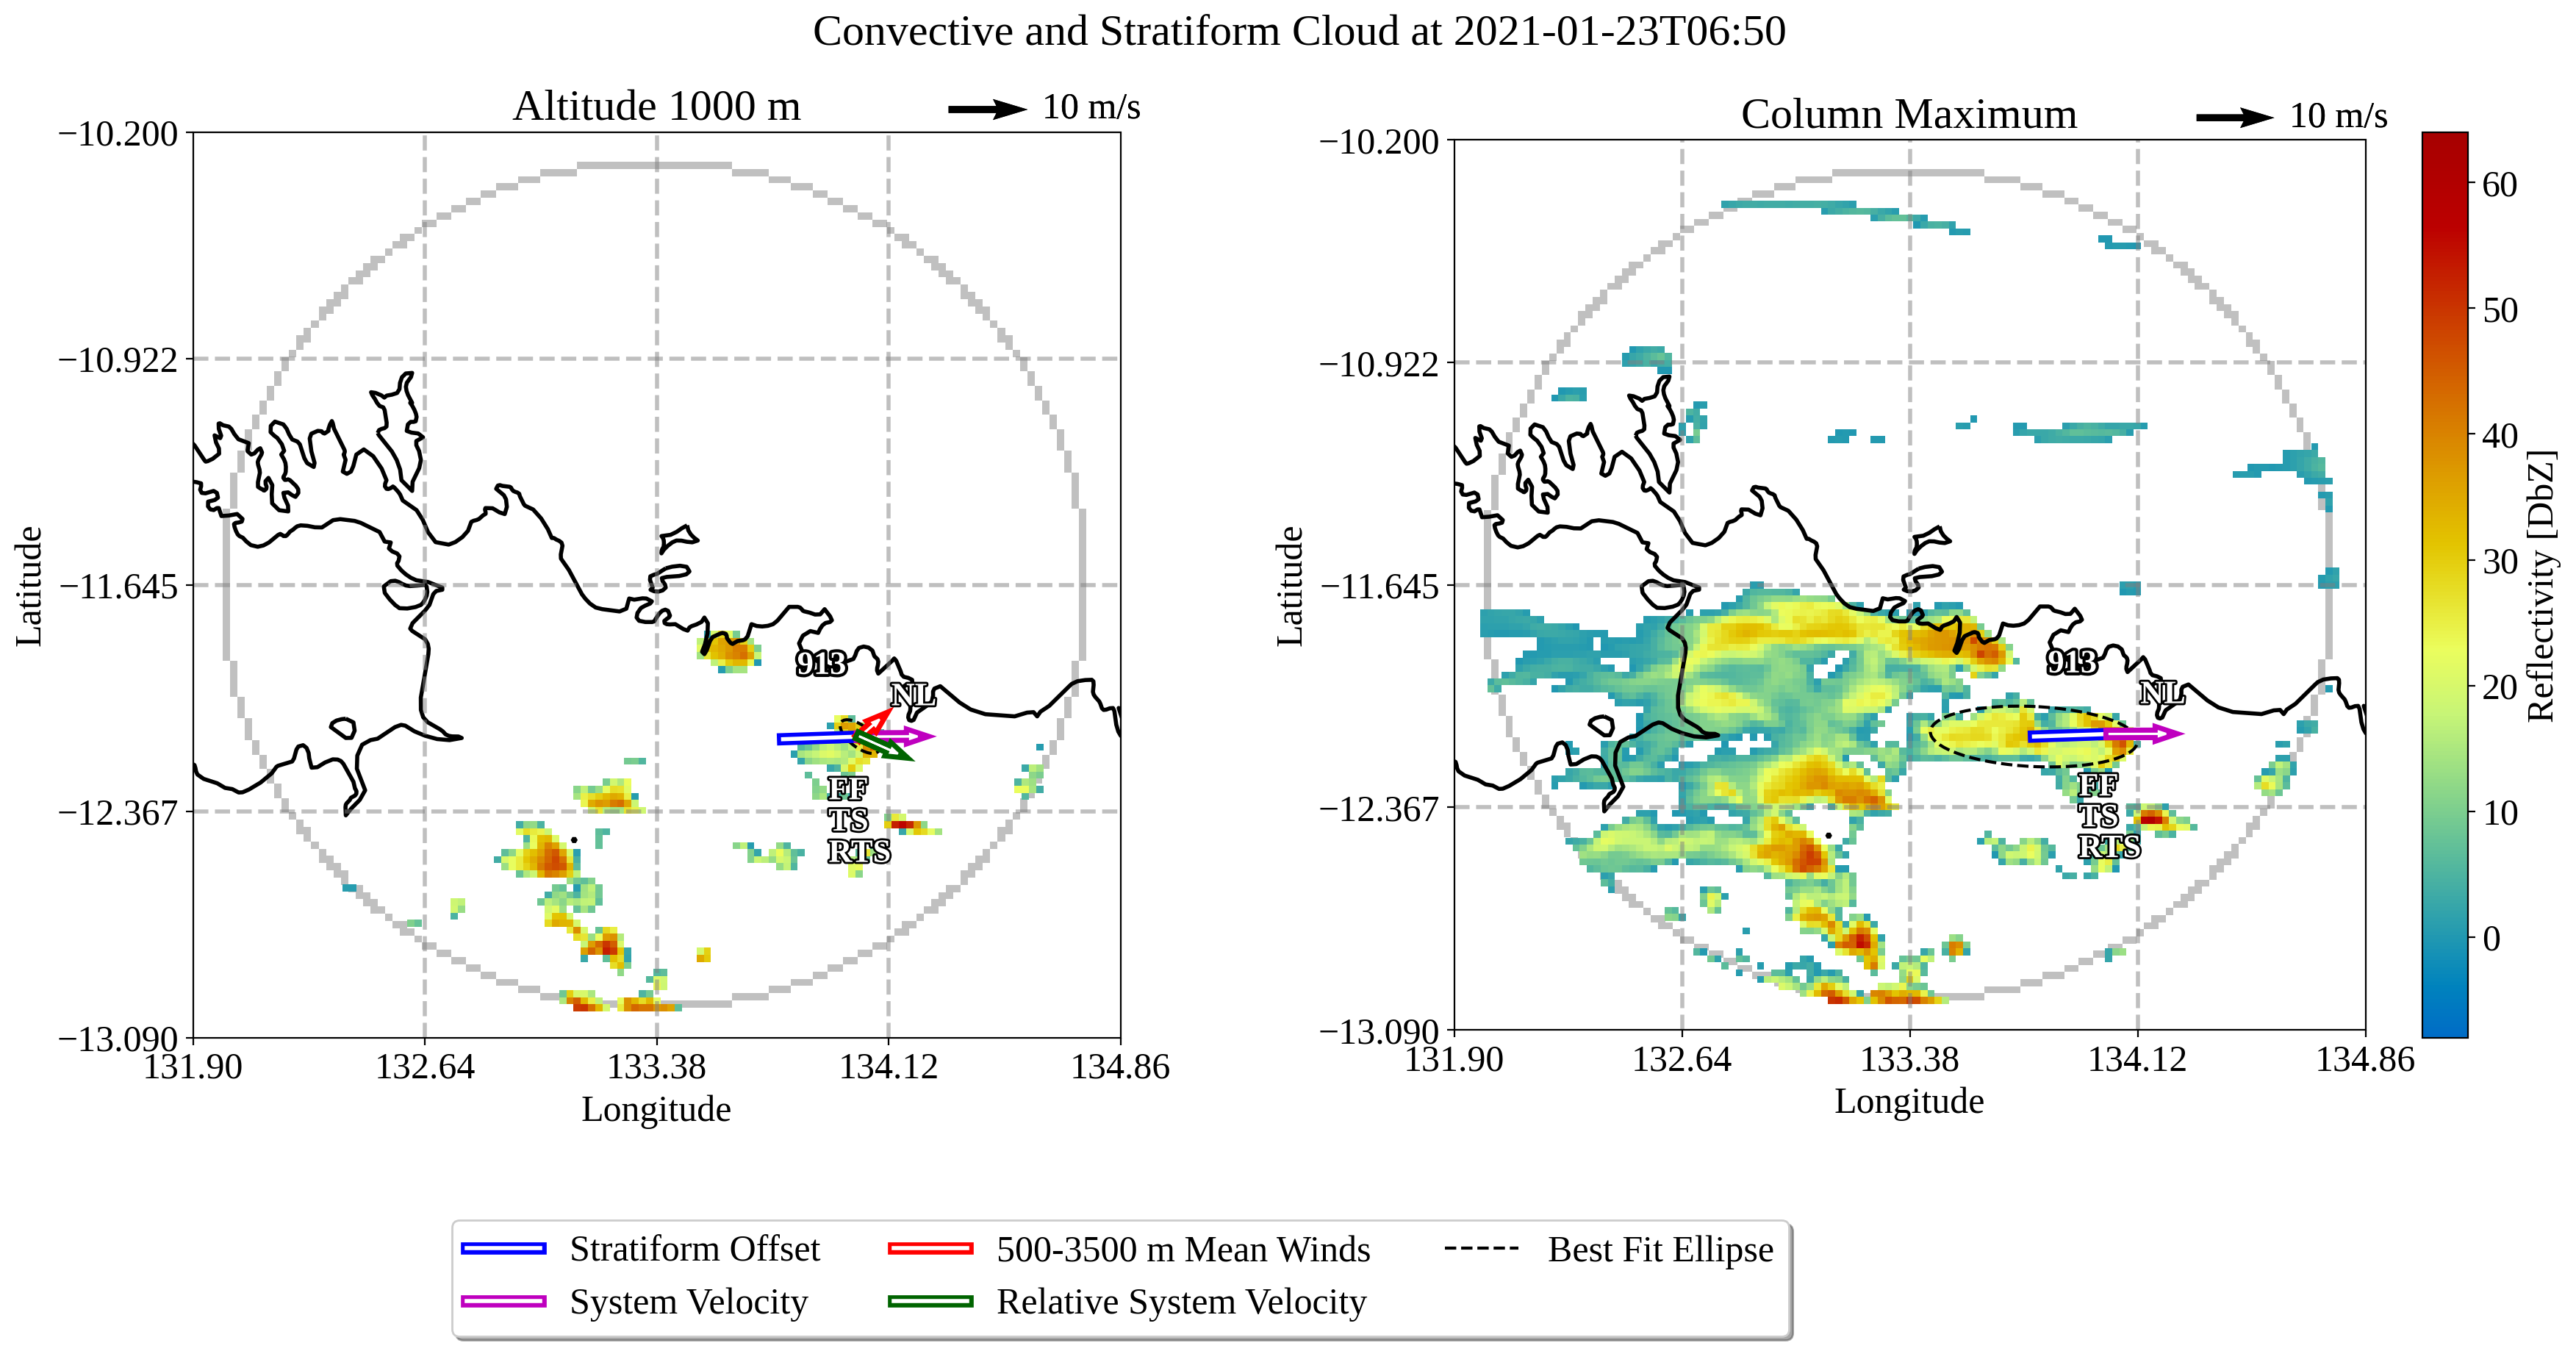 Convective and Stratiform Cloud at 2021-01-23T06:50
Altitude 1000 m
10 m/s
−10.200
−10.922
−11.645
−12.367
−13.090
Latitude
131.90
132.64
133.38
134.12
134.86
Longitude
913
NL
FF
TS
RTS
Column Maximum
10 m/s
−10.200
−10.922
−11.645
−12.367
−13.090
Latitude
131.90
132.64
133.38
134.12
134.86
Longitude
913
NL
FF
TS
RTS
60
50
40
30
20
10
0
Reflectivity [DbZ]
Stratiform Offset
System Velocity
500-3500 m Mean Winds
Relative System Velocity
Best Fit Ellipse